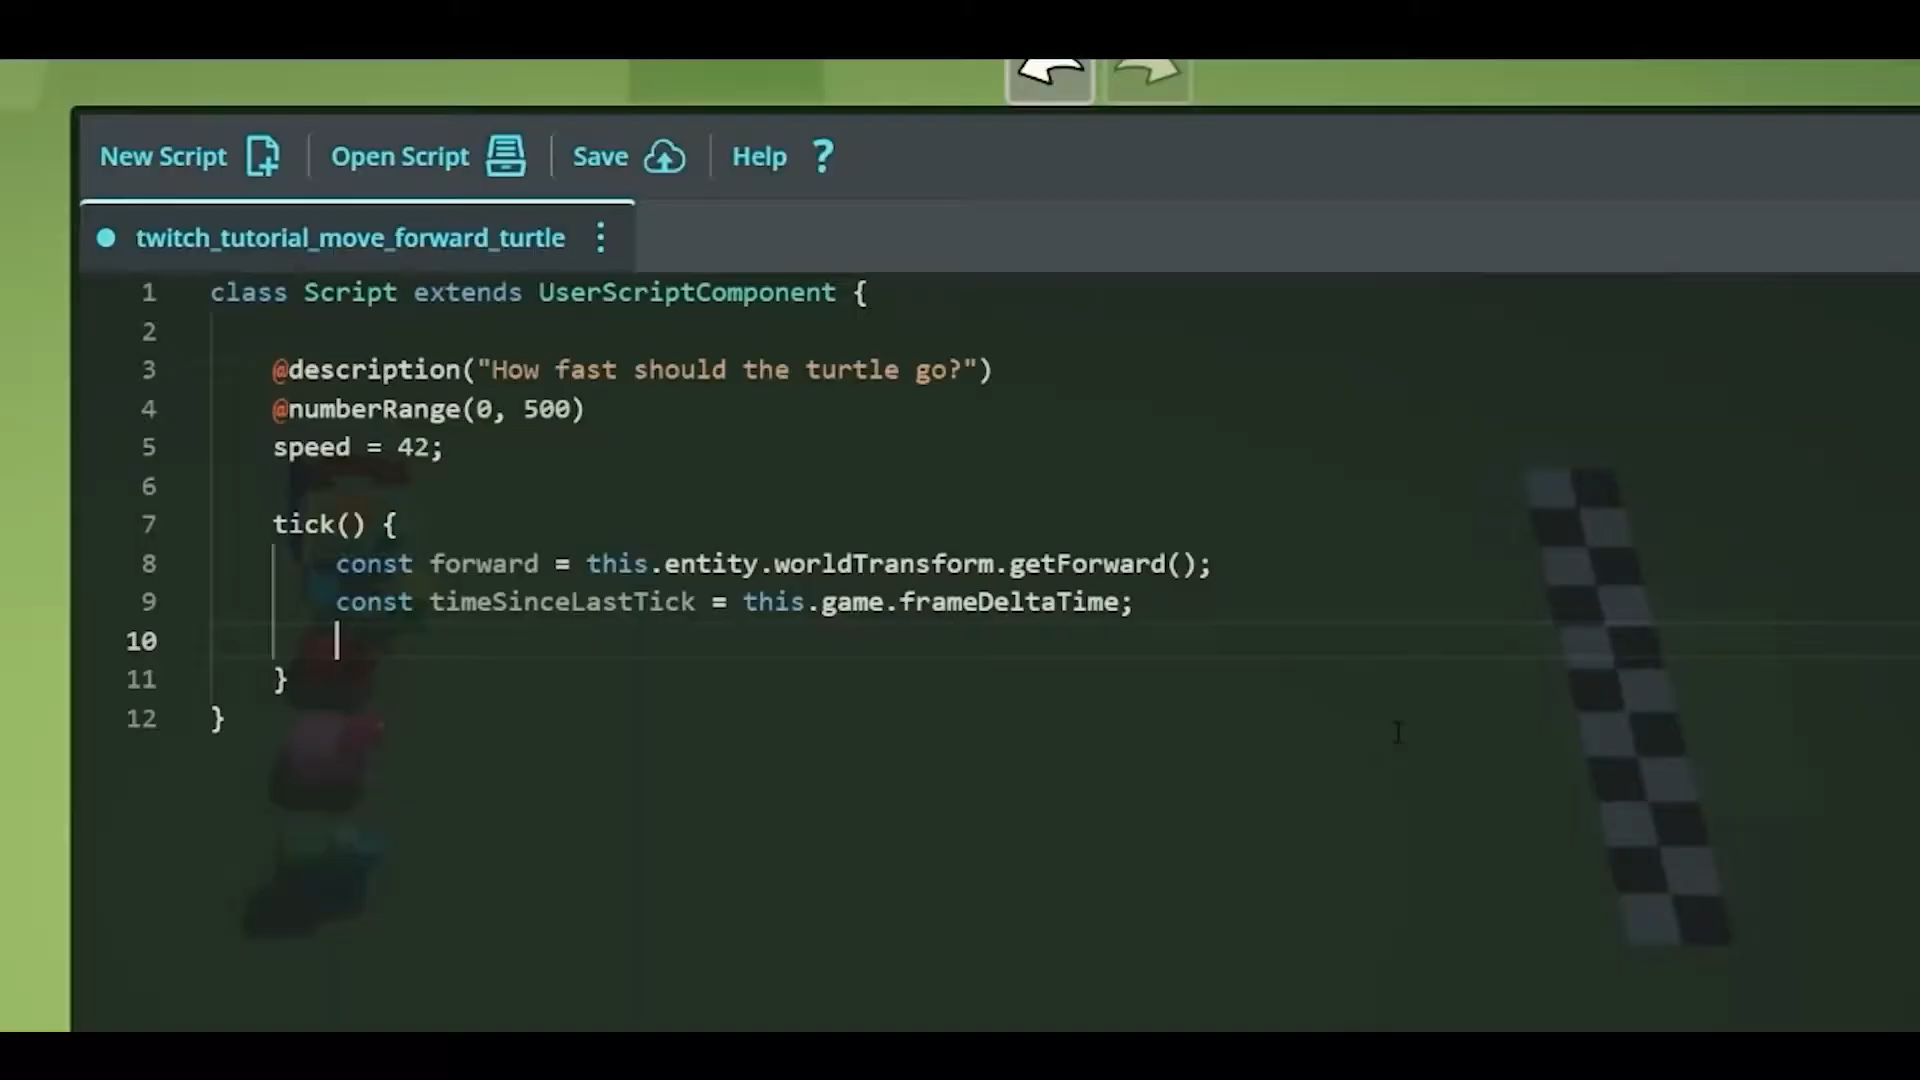 New Script Open Script Save Help ?
twitch_tutorial_move_forward_turtle
1 class Script extends UserScriptComponent {
2
3 @description("How fast should the turtle go?")
4 @numberRange(0, 500)
5 speed = 42;
6
7 tick() {
8 const forward = this.entity.worldTransform.getForward();
9 const timeSinceLastTick = this.game.frameDeltaTime;
10
11 }
12 }